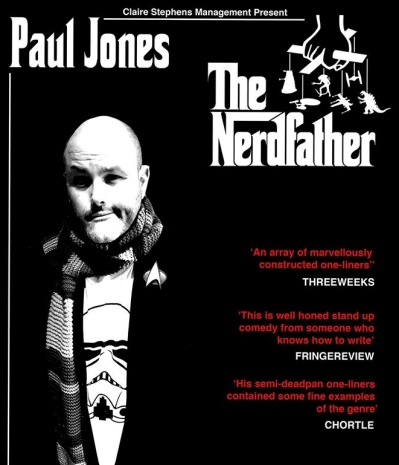 Claire Stephens Management Present
Paul Jones
The
Nerdfather
'An array of marvellously
constructed one-liners''
THREEWEEKS
'This is well honed stand up
comedy from someone who
knows how to write'
FRINGEREVIEW
'His semi-deadpan one-liners
contained some fine examples
of the genre'
CHORTLE